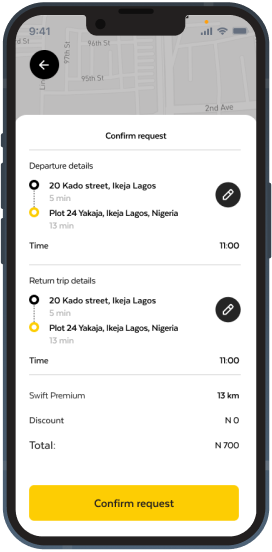 9:41
d St
97th St
96th St
95th St
2nd Ave
Confirm request
Departure details
20 Kado street, Ikeja Lagos
5 min
Plot 24 Yakaja, Ikeja Lagos, Nigeria
13 min
Time 11:00
Return trip details
20 Kado street, Ikeja Lagos
5 min
Plot 24 Yakaja, Ikeja Lagos, Nigeria
13 min
Time 11:00
Swift Premium 13 km
Discount N 0
Total: N 700
Confirm request